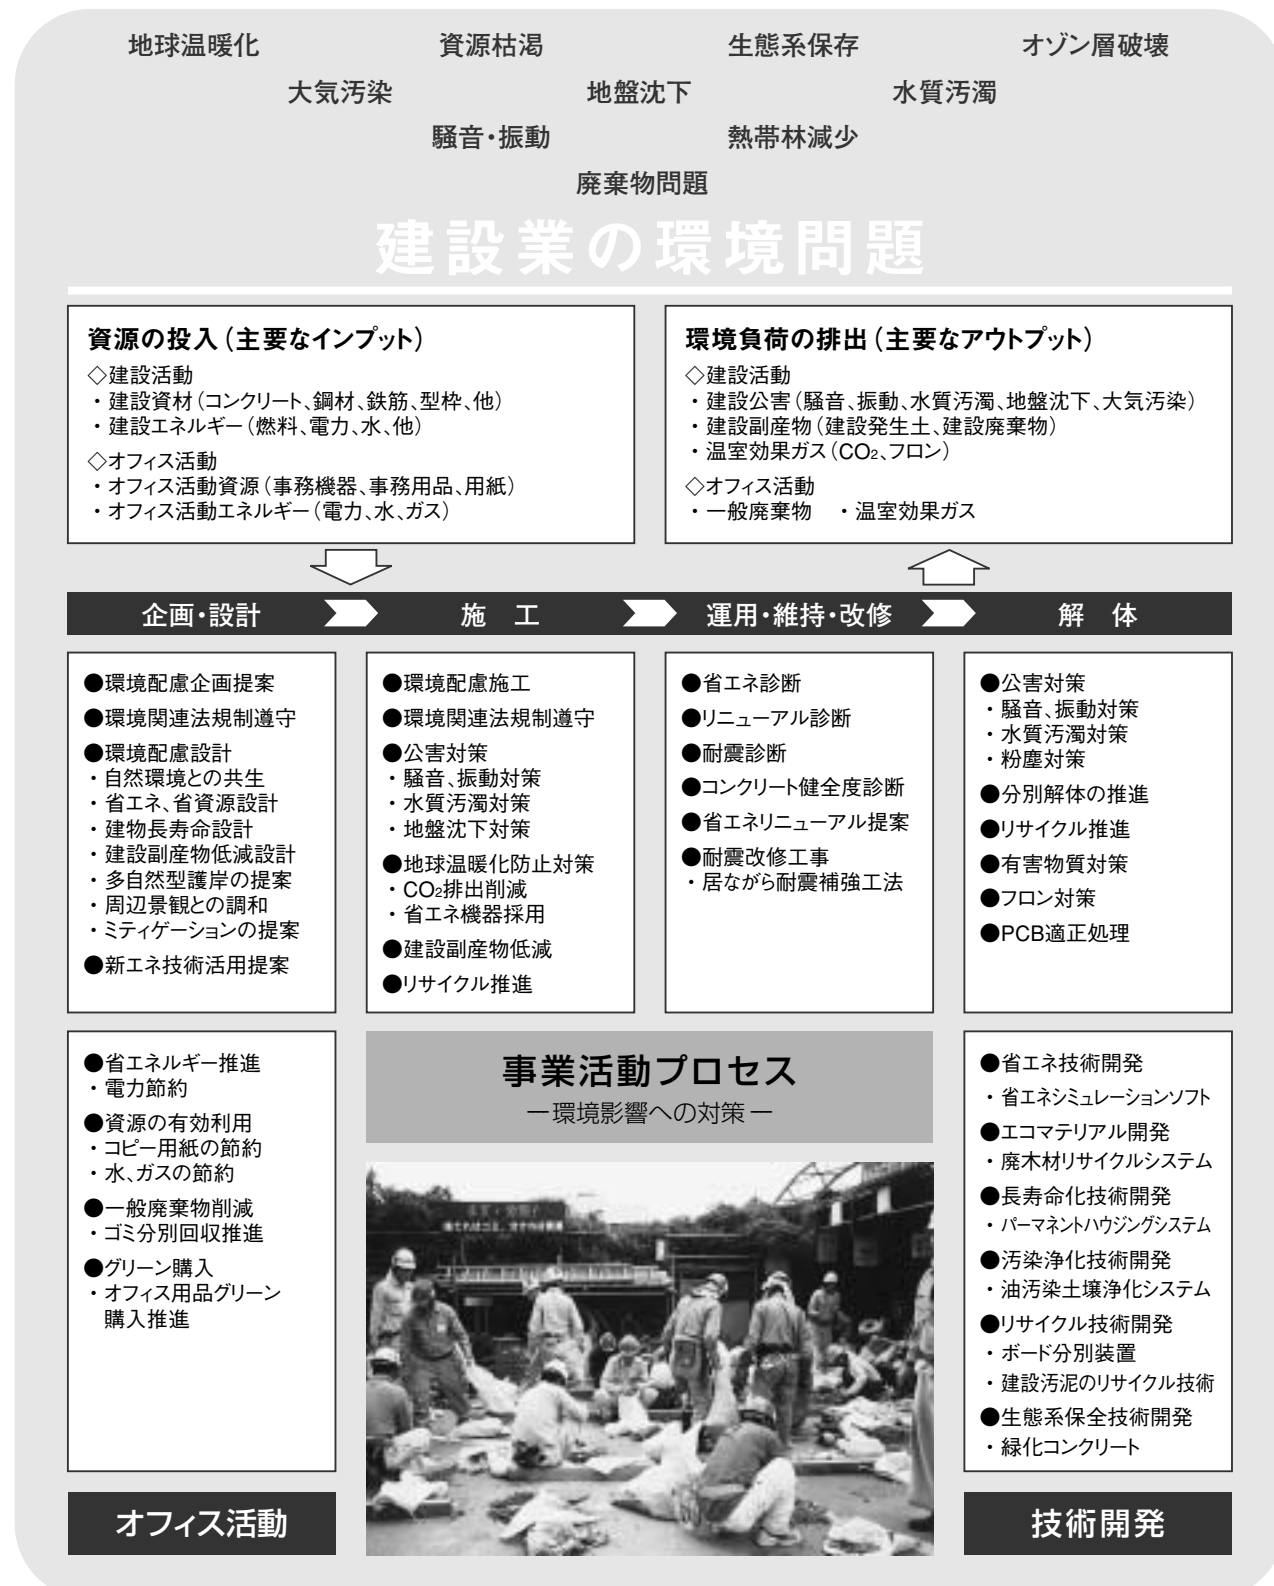 地球温暖化 資源枯渇 生態系保存 オゾン層破壊
大気汚染 地盤沈下 水質汚濁
騒音・振動 熱帯林減少
廃棄物問題
建設業の環境問題
資源の投入（主要なインプット）
◇建設活動
・建設資材（コンクリート、鋼材、鉄筋、型枠、他）
・建設エネルギー（燃料、電力、水、他）
◇オフィス活動
・オフィス活動資源（事務機器、事務用品、用紙）
・オフィス活動エネルギー（電力、水、ガス）
環境負荷の排出（主要なアウトプット）
◇建設活動
・建設公害（騒音、振動、水質汚濁、地盤沈下、大気汚染）
・建設副産物（建設発生土、建設廃棄物）
・温室効果ガス（CO₂、フロン）
◇オフィス活動
・一般廃棄物 ・温室効果ガス
企画・設計 施 工 運用・維持・改修 解 体
●環境配慮企画提案
●環境関連法規制遵守
●環境配慮設計
・自然環境との共生
・省エネ、省資源設計
・建物長寿命設計
・建設副産物低減設計
・多自然型護岸の提案
・周辺景観との調和
・ミティゲーションの提案
●新エネ技術活用提案
●環境配慮施工
●環境関連法規制遵守
●公害対策
・騒音、振動対策
・水質汚濁対策
・地盤沈下対策
●地球温暖化防止対策
・CO₂排出削減
・省エネ機器採用
●建設副産物低減
●リサイクル推進
●省エネ診断
●リニューアル診断
●耐震診断
●コンクリート健全度診断
●省エネリニューアル提案
●耐震改修工事
・居ながら耐震補強工法
●公害対策
・騒音、振動対策
・水質汚濁対策
・粉塵対策
●分別解体の推進
●リサイクル推進
●有害物質対策
●フロン対策
●PCB適正処理
●省エネルギー推進
・電力節約
●資源の有効利用
・コピー用紙の節約
・水、ガスの節約
●一般廃棄物削減
・ゴミ分別回収推進
●グリーン購入
・オフィス用品グリーン
購入推進
オフィス活動
事業活動プロセス
―環境影響への対策―
●省エネ技術開発
・省エネシミュレーションソフト
●エコマテリアル開発
・廃木材リサイクルシステム
●長寿命化技術開発
・パーマネントハウジングシステム
●汚染浄化技術開発
・油汚染土壌浄化システム
●リサイクル技術開発
・ボード分別装置
・建設汚泥のリサイクル技術
●生態系保全技術開発
・緑化コンクリート
技術開発